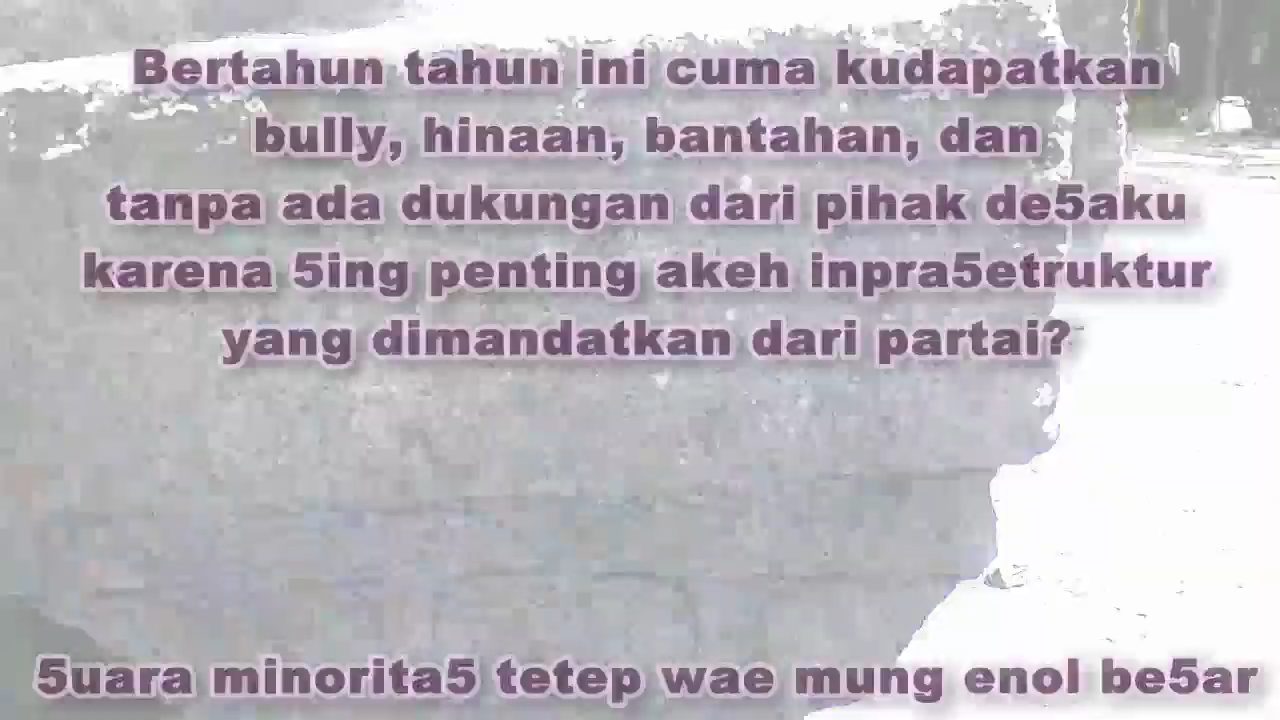 Bertahun tahun ini cuma kudapatkan
bully, hinaan, bantahan, dan
tanpa ada dukungan dari pihak de5aku
karena 5ing penting akeh inpra5etruktur
yang dimandatkan dari partai?
5uara minorita5 tetep wae mung enol be5ar